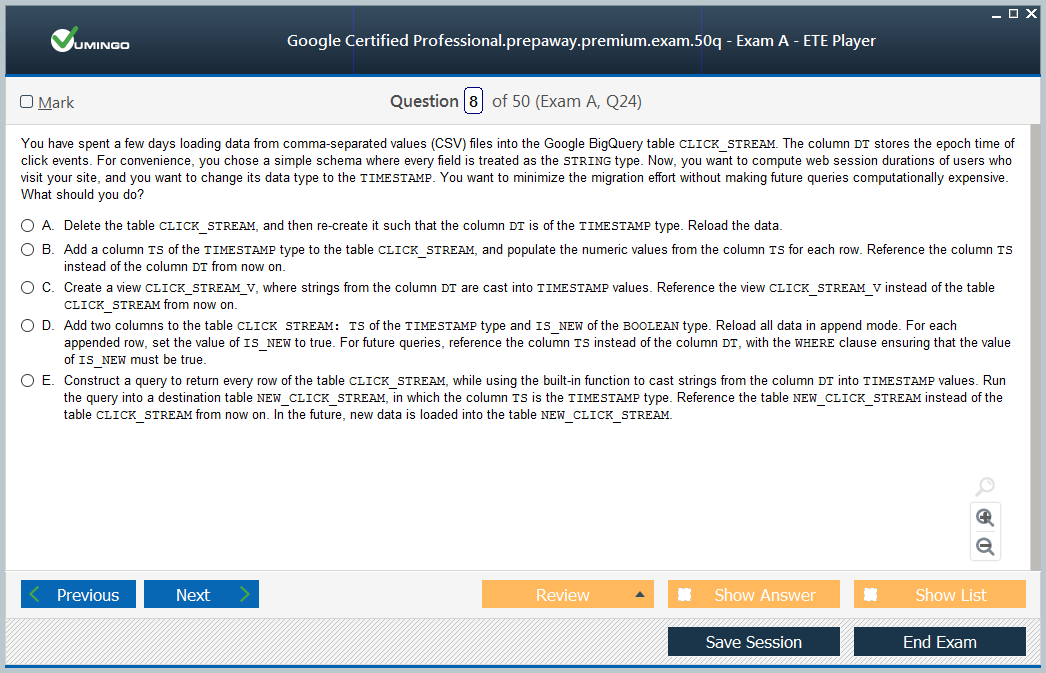 VUMINGO
Google Certified Professional.prepaway.premium.exam.50q - Exam A - ETE Player
Mark
Question 8 of 50 (Exam A, Q24)
You have spent a few days loading data from comma-separated values (CSV) files into the Google BigQuery table CLICK_STREAM. The column DT stores the epoch time of
click events. For convenience, you chose a simple schema where every field is treated as the STRING type. Now, you want to compute web session durations of users who
visit your site, and you want to change its data type to the TIMESTAMP. You want to minimize the migration effort without making future queries computationally expensive.
What should you do?
A. Delete the table CLICK_STREAM, and then re-create it such that the column DT is of the TIMESTAMP type. Reload the data.
B. Add a column TS of the TIMESTAMP type to the table CLICK_STREAM, and populate the numeric values from the column TS for each row. Reference the column TS
instead of the column DT from now on.
C. Create a view CLICK_STREAM_V, where strings from the column DT are cast into TIMESTAMP values. Reference the view CLICK_STREAM_V instead of the table
CLICK_STREAM from now on.
D. Add two columns to the table CLICK STREAM: TS of the TIMESTAMP type and IS_NEW of the BOOLEAN type. Reload all data in append mode. For each
appended row, set the value of IS_NEW to true. For future queries, reference the column TS instead of the column DT, with the WHERE clause ensuring that the value
of IS_NEW must be true.
E. Construct a query to return every row of the table CLICK_STREAM, while using the built-in function to cast strings from the column DT into TIMESTAMP values. Run
the query into a destination table NEW_CLICK_STREAM, in which the column TS is the TIMESTAMP type. Reference the table NEW_CLICK_STREAM instead of the
table CLICK_STREAM from now on. In the future, new data is loaded into the table NEW_CLICK_STREAM.
Previous
Next
Review
Show Answer
Show List
Save Session
End Exam